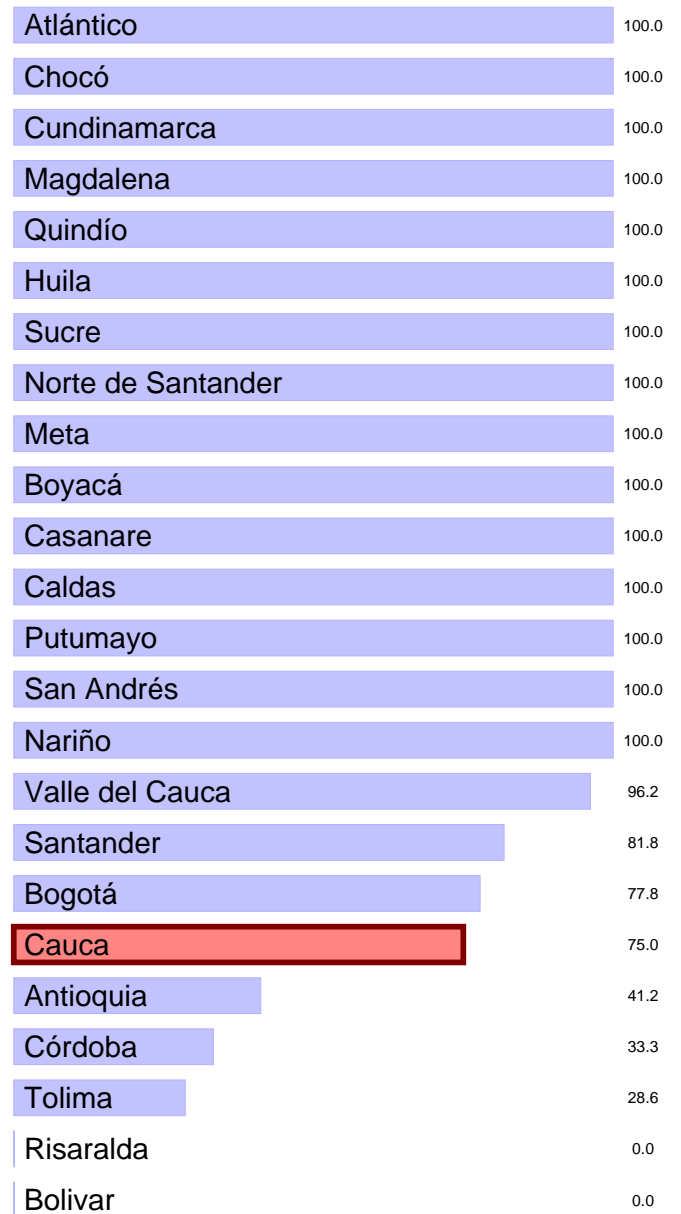 Atlántico 100.0
Chocó 100.0
Cundinamarca 100.0
Magdalena 100.0
Quindío 100.0
Huila 100.0
Sucre 100.0
Norte de Santander 100.0
Meta 100.0
Boyacá 100.0
Casanare 100.0
Caldas 100.0
Putumayo 100.0
San Andrés 100.0
Nariño 100.0
Valle del Cauca 96.2
Santander 81.8
Bogotá 77.8
Cauca 75.0
Antioquia 41.2
Córdoba 33.3
Tolima 28.6
Risaralda 0.0
Bolivar 0.0